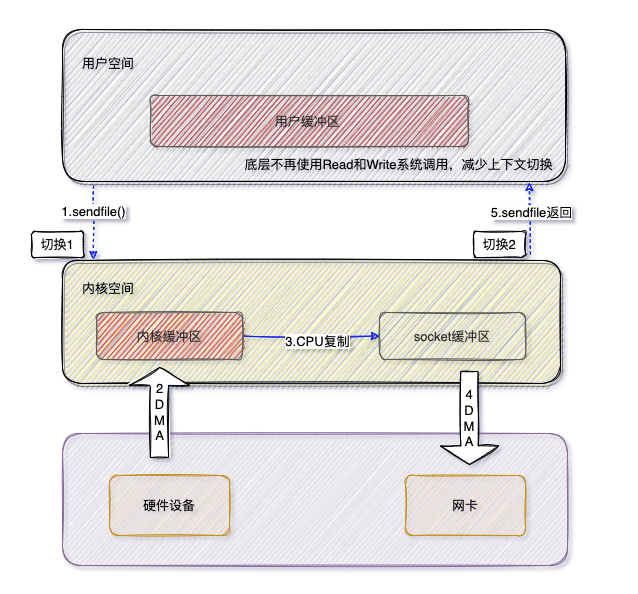 用户空间
用户缓冲区
底层不再使用Read和Write系统调用，减少上下文切换
1.sendfile()
5.sendfile返回
切换1
切换2
内核空间
内核缓冲区
3.CPU复制
socket缓冲区
2
D
M
A
4
D
M
A
硬件设备
网卡